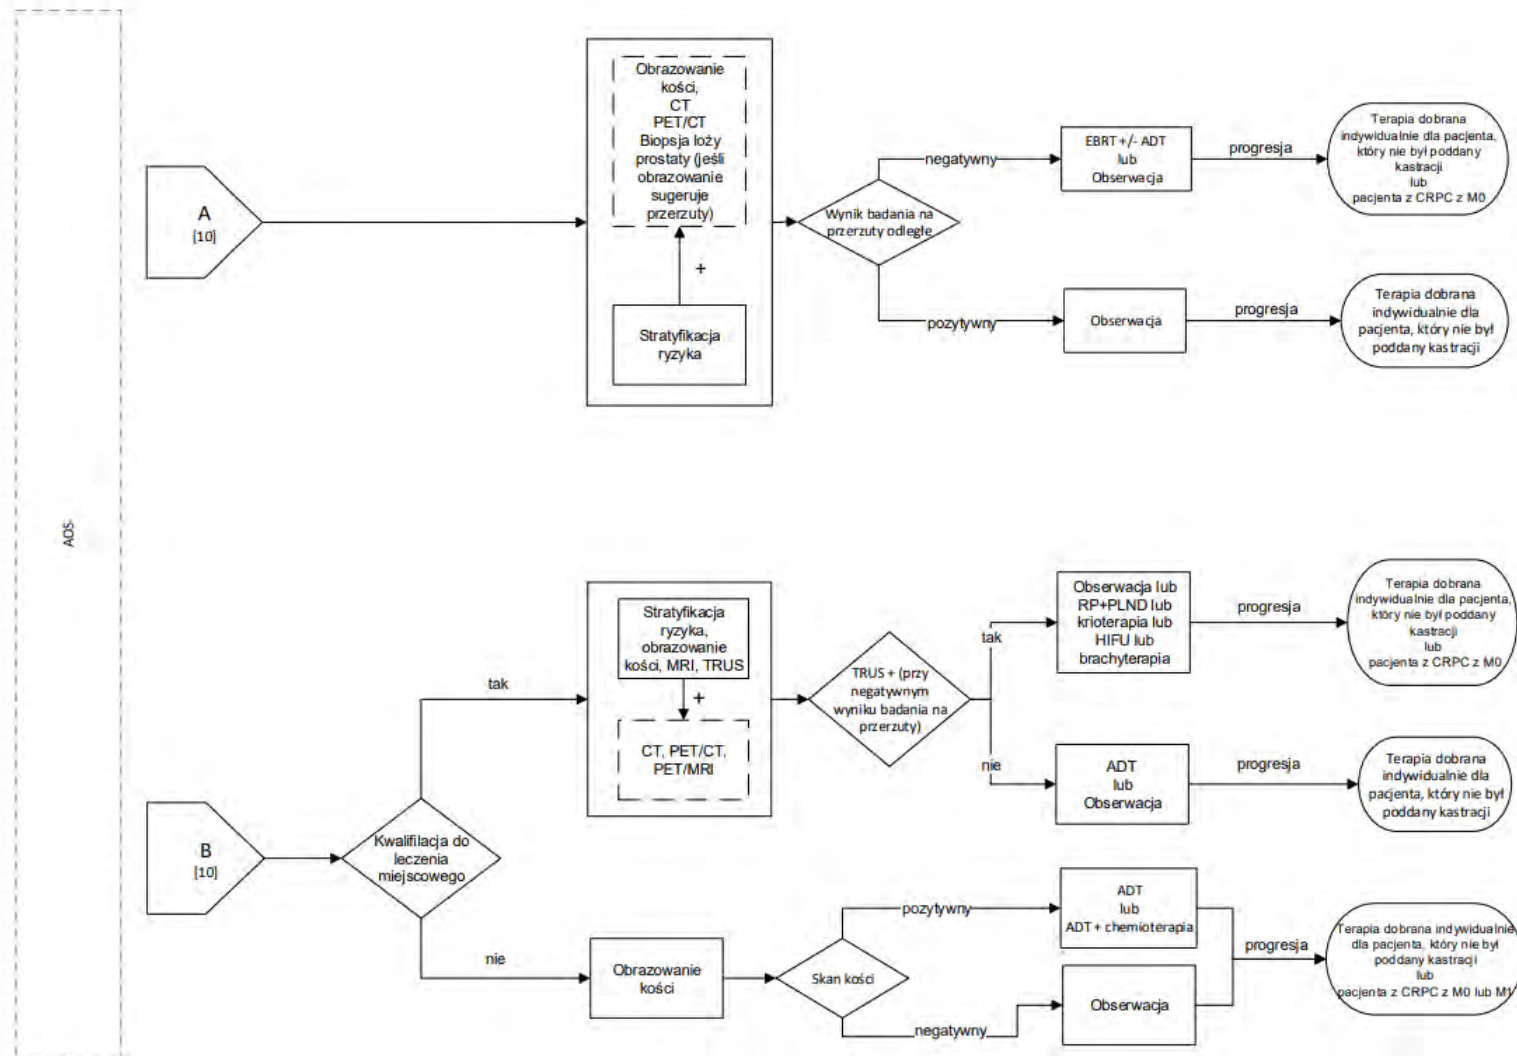 AOS
A
[10]
Obrazowanie
kości,
CT
PET/CT
Biopsja loży
prostaty (jeśli
obrazowanie
sugeruje
przerzuty)
+
Stratyfikacja
ryzyka
Wynik badania na
przerzuty odległe
negatywny
EBRT +/- ADT
lub
Obserwacja
progresja
Terapia dobrana
indywidualnie dla pacjenta,
który nie był poddany
kastracji
lub
pacjenta z CRPC z M0
pozytywny
Obserwacja
progresja
Terapia dobrana
indywidualnie dla
pacjenta, który nie był
poddany kastracji
B
[10]
Kwalifilacja do
leczenia
miejscowego
tak
Stratyfikacja
ryzyka,
obrazowanie
kości, MRI, TRUS
+
CT, PET/CT,
PET/MRI
TRUS + (przy
negatywnym
wyniku badania na
przerzuty)
tak
Obserwacja lub
RP+PLND lub
krioterapia lub
HIFU lub
brachyterapia
progresja
Terapia dobrana
indywidualnie dla pacjenta,
który nie był poddany
kastracji
lub
pacjenta z CRPC z M0
nie
ADT
lub
Obserwacja
progresja
Terapia dobrana
indywidualnie dla
pacjenta, który nie był
poddany kastracji
nie
Obrazowanie
kości
Skan kości
pozytywny
ADT
lub
ADT + chemioterapia
negatywny
Obserwacja
progresja
Terapia dobrana indywidualnie
dla pacjenta, który nie był
poddany kastracji
lub
pacjenta z CRPC z M0 lub M1